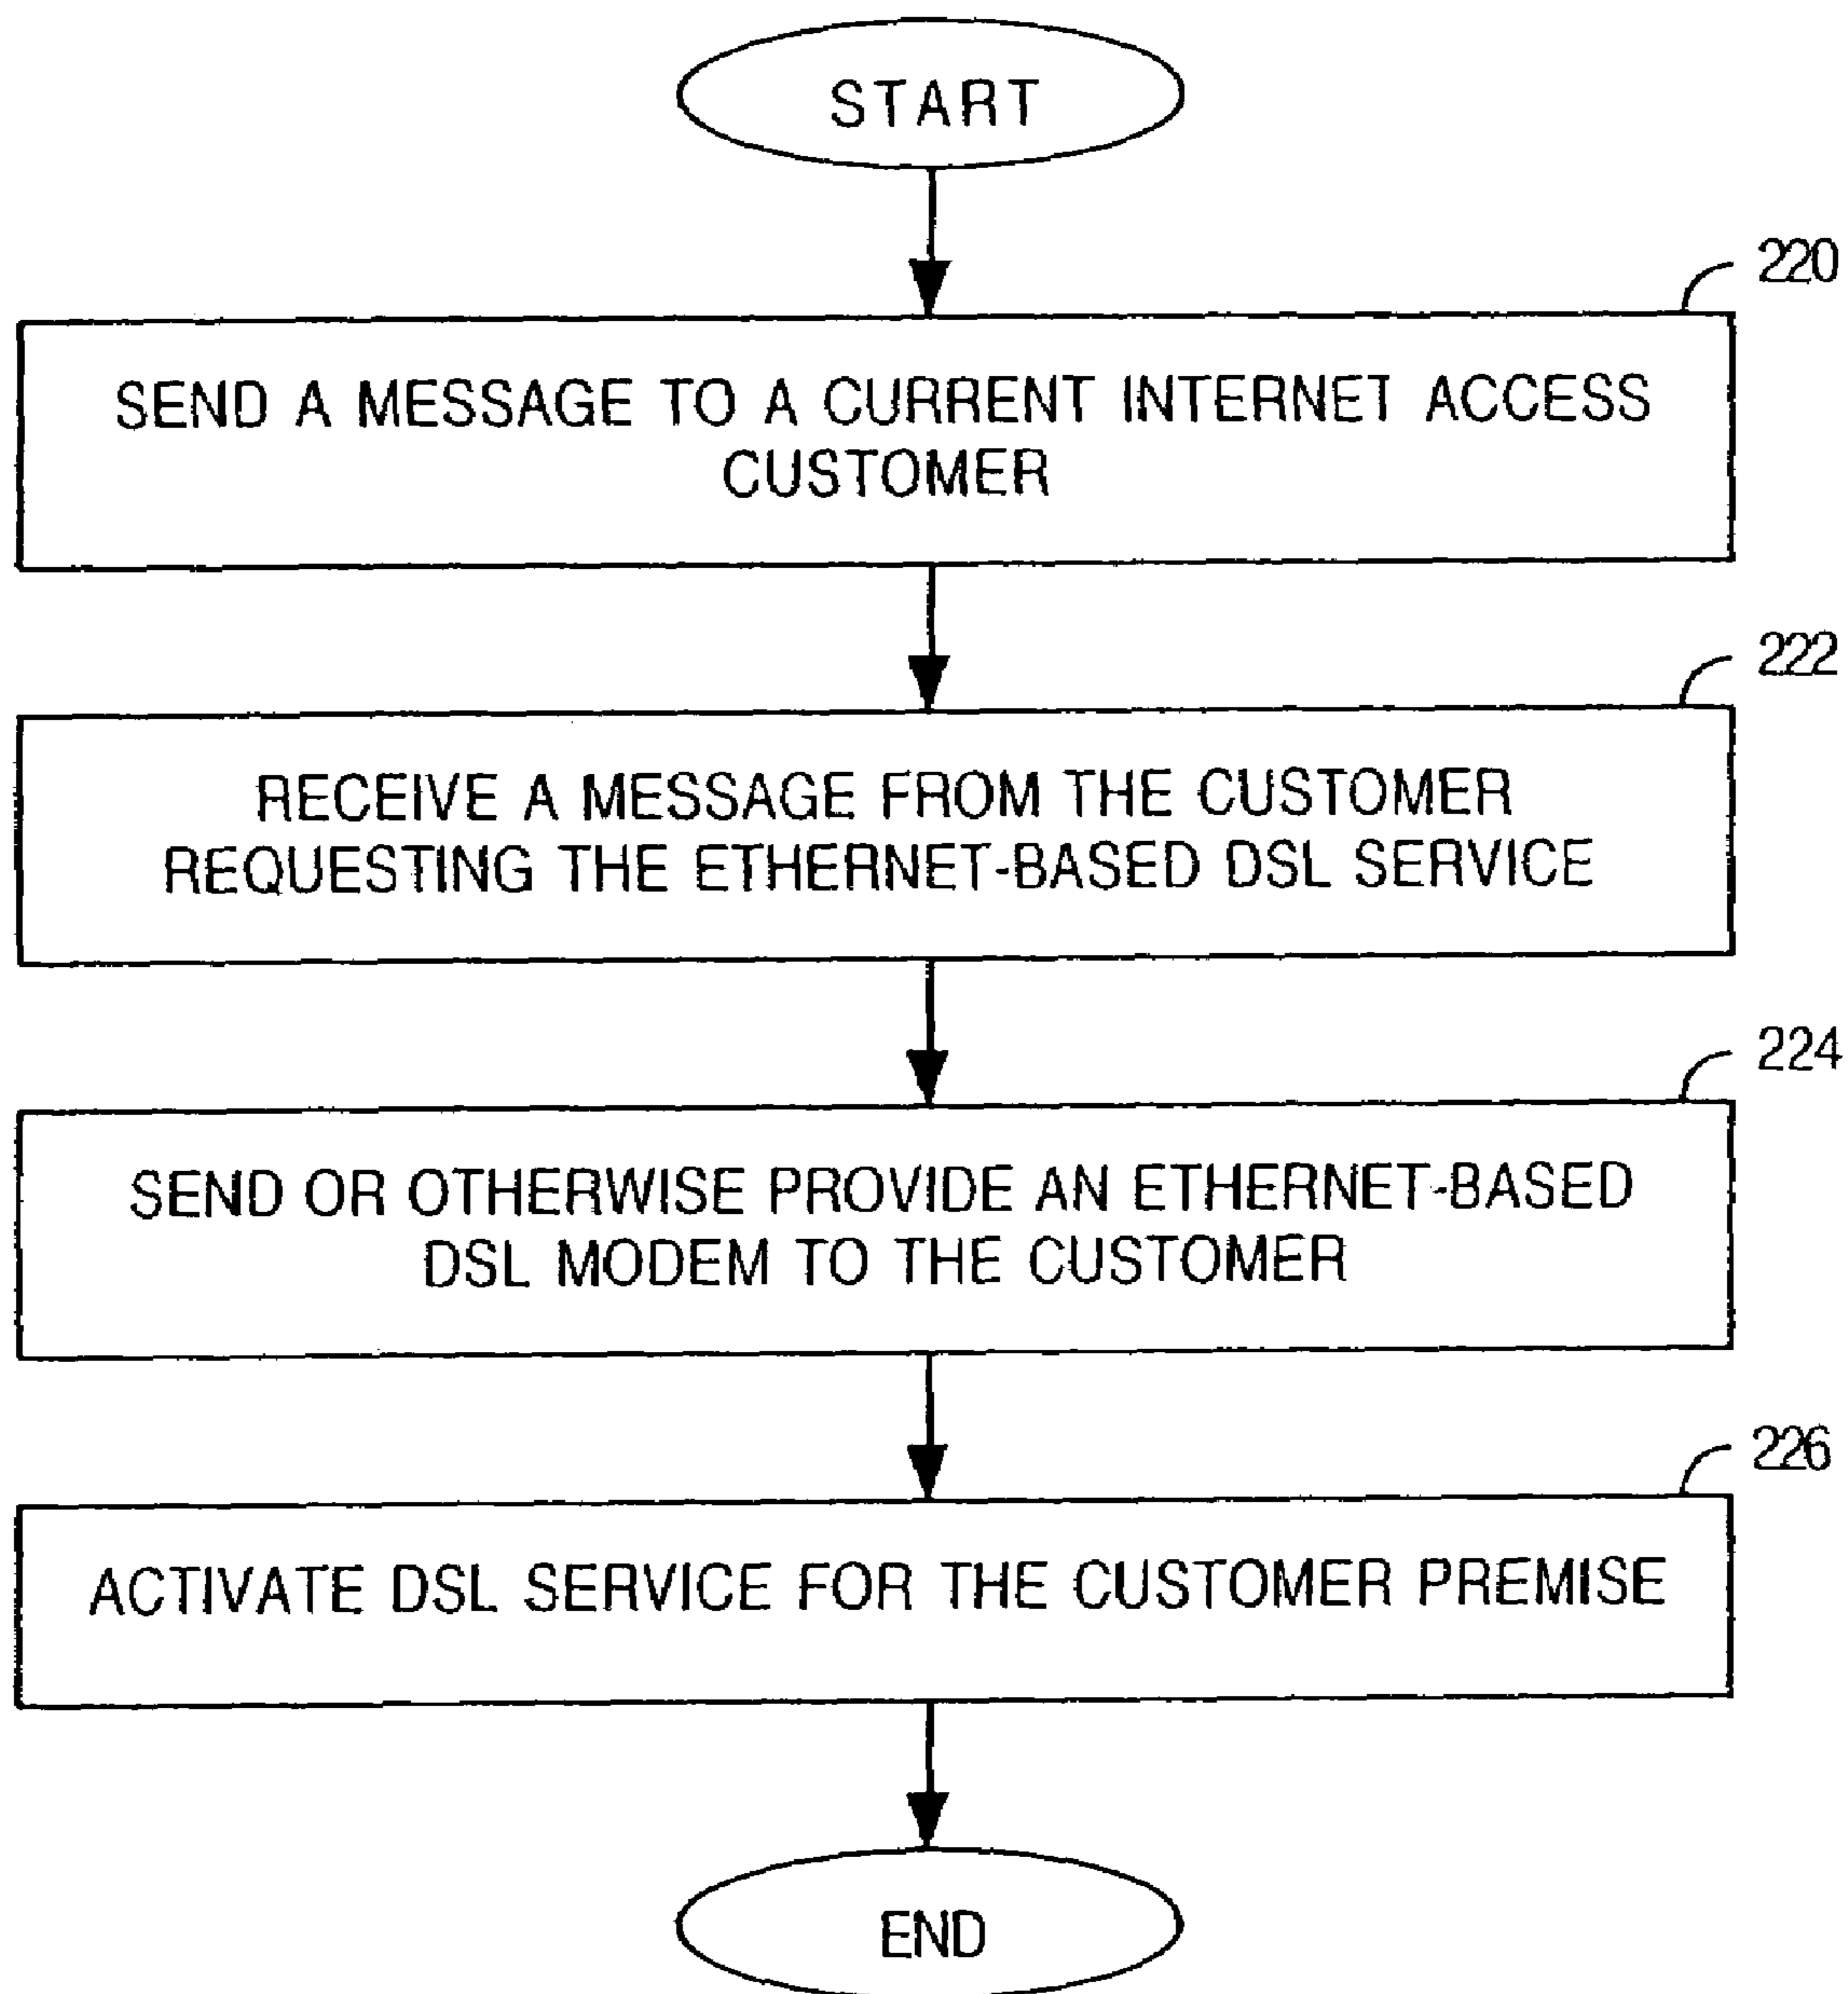 START
220
SEND A MESSAGE TO A CURRENT INTERNET ACCESS
CUSTOMER
222
RECEIVE A MESSAGE FROM THE CUSTOMER
REQUESTING THE ETHERNET-BASED DSL SERVICE
224
SEND OR OTHERWISE PROVIDE AN ETHERNET-BASED
DSL MODEM TO THE CUSTOMER
226
ACTIVATE DSL SERVICE FOR THE CUSTOMER PREMISE
END